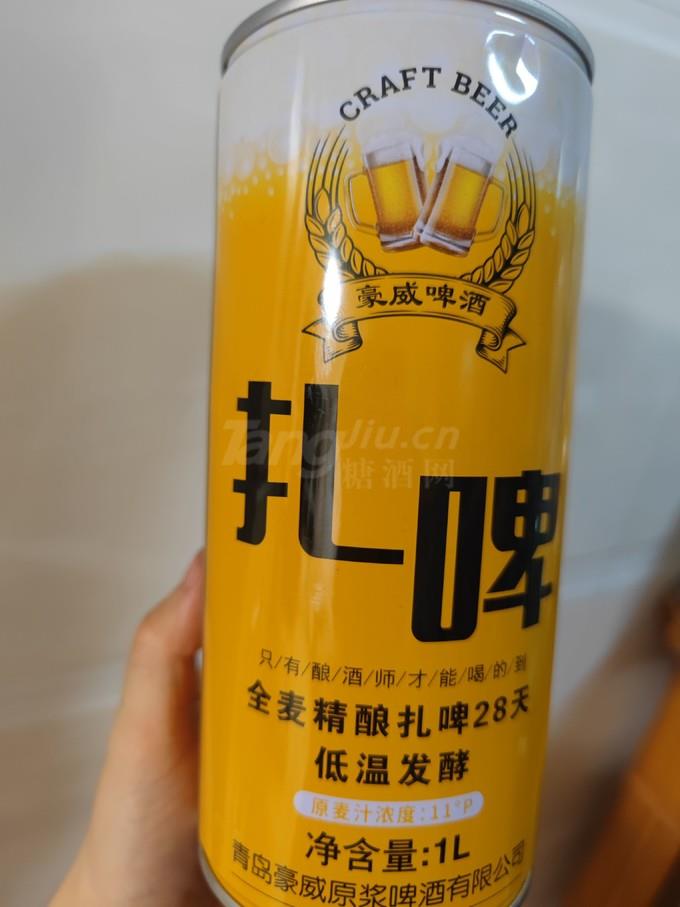 CRAFT BEER
豪威啤酒
扎啤
TangJiu.cn
糖酒网
只/有/酿/酒/师/才/能/喝/的/到
全麦精酿扎啤28天
低温发酵
原麦汁浓度:11°P
净含量:1L
青岛豪威原浆啤酒有限公司